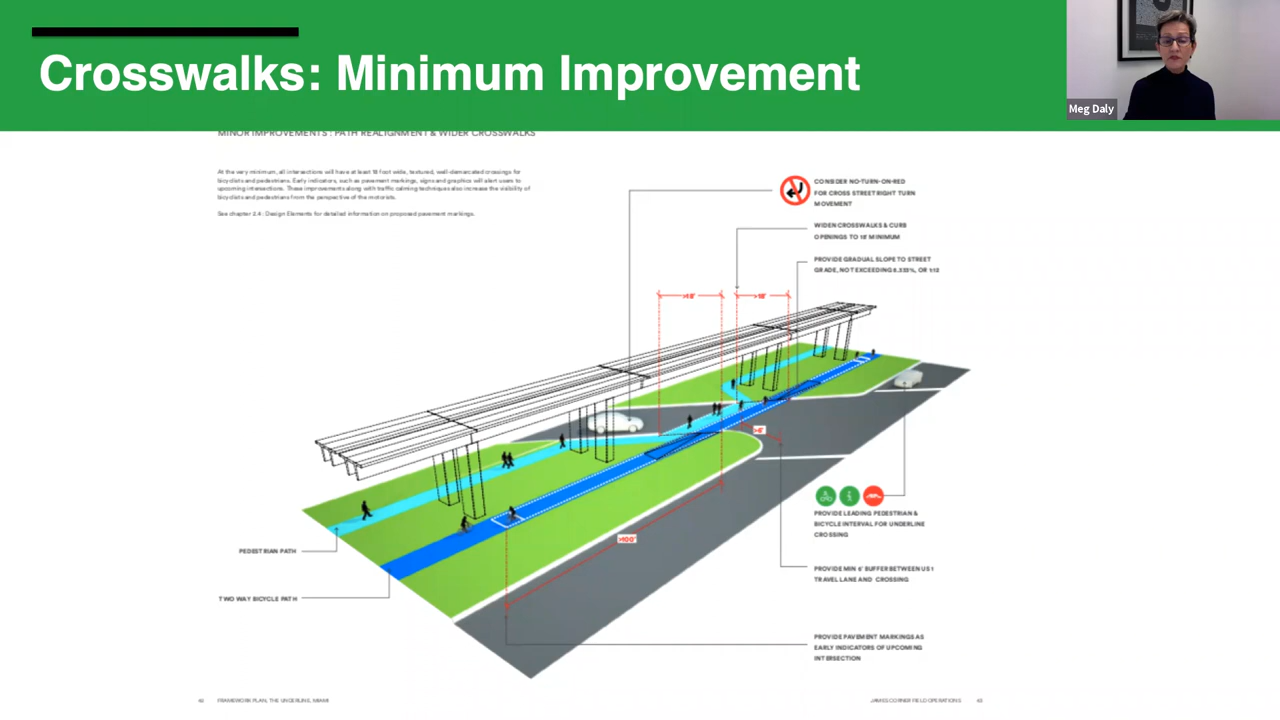 Crosswalks: Minimum Improvement
Meg Daly
MINOR IMPROVEMENTS : PATH REALIGNMENT & WIDER CROSSWALKS
At the very minimum, all intersections will have at least 18 foot wide, textured, well-demarcated crossings for
bicyclists and pedestrians. Early indicators, such as pavement markings, signs and graphics will alert users to
upcoming intersections. These improvements along with traffic calming techniques also increase the visibility of
bicyclists and pedestrians from the perspective of the motorists.
See chapter 2.4 : Design Elements for detailed information on proposed pavement markings.
CONSIDER NO-TURN-ON-RED
FOR CROSS STREET RIGHT TURN
MOVEMENT
WIDEN CROSSWALKS & CURB
OPENINGS TO 18' MINIMUM
PROVIDE GRADUAL SLOPE TO STREET
GRADE, NOT EXCEEDING 8.333%, OR 1:12
>18'
>18'
>6'
>100'
PROVIDE LEADING PEDESTRIAN &
BICYCLE INTERVAL FOR UNDERLINE
CROSSING
PEDESTRIAN PATH
PROVIDE MIN 6' BUFFER BETWEEN US 1
TRAVEL LANE AND CROSSING
TWO WAY BICYCLE PATH
PROVIDE PAVEMENT MARKINGS AS
EARLY INDICATORS OF UPCOMING
INTERSECTION
FRAMEWORK PLAN, THE UNDERLINE, MIAMI
JAMES CORNER FIELD OPERATIONS